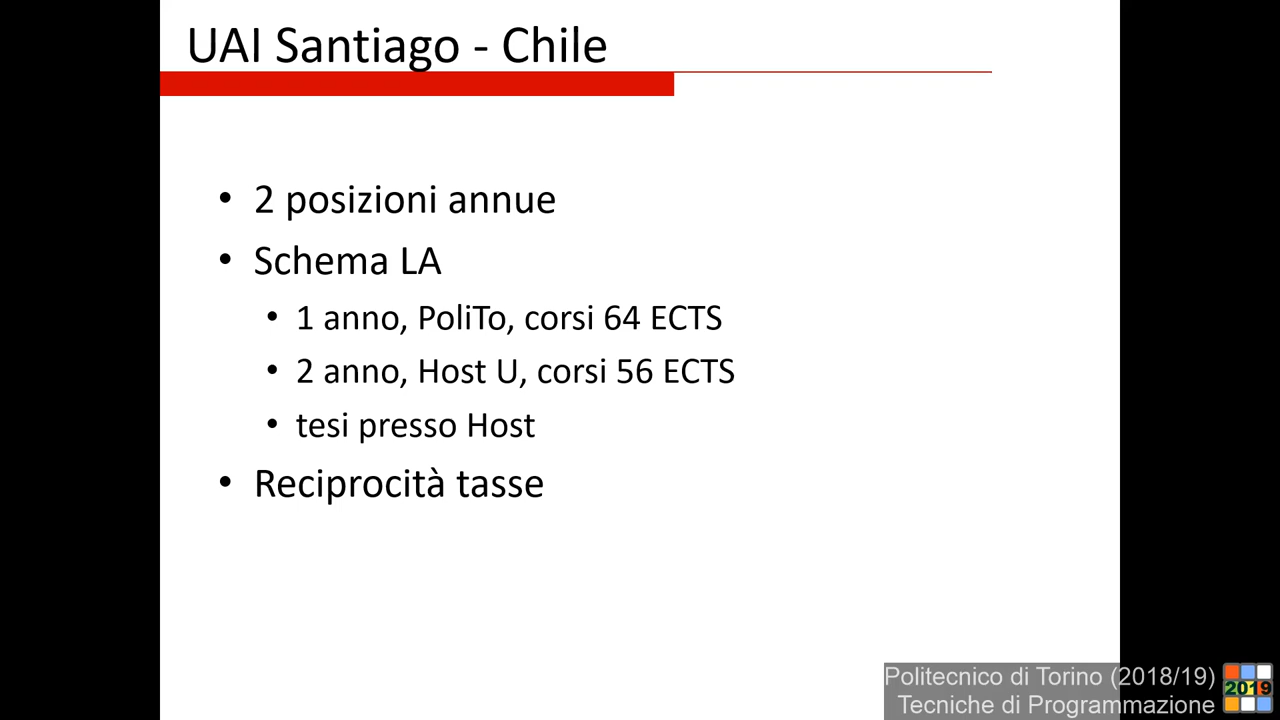 UAI Santiago - Chile
• 2 posizioni annue
• Schema LA
• 1 anno, PoliTo, corsi 64 ECTS
• 2 anno, Host U, corsi 56 ECTS
• tesi presso Host
• Reciprocità tasse
Politecnico di Torino (2018/19)
Tecniche di Programmazione
2019